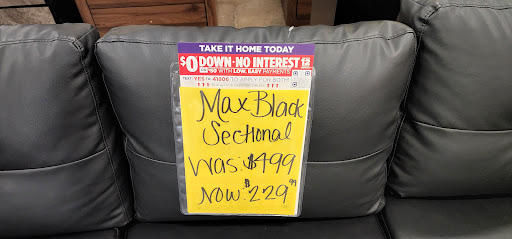 TAKE IT HOME TODAY
$0 DOWN-NO INTEREST
WITH LOW, EASY PAYMENTS
TEXT YES TO 41006 TO APPLY FOR BOTH!
Max Black
Sectional
Was: $499
Now: $229⁹⁹